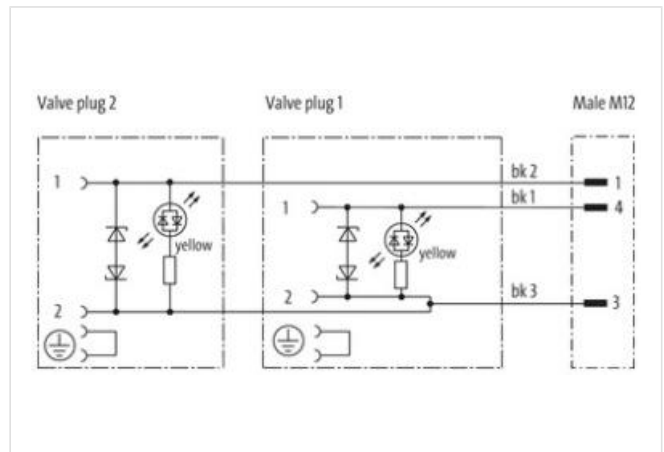 Valve plug 2 Valve plug 1 Male M12
1 bk 2 1
1 bk 1 4
yellow yellow
2 bk 3 3
2